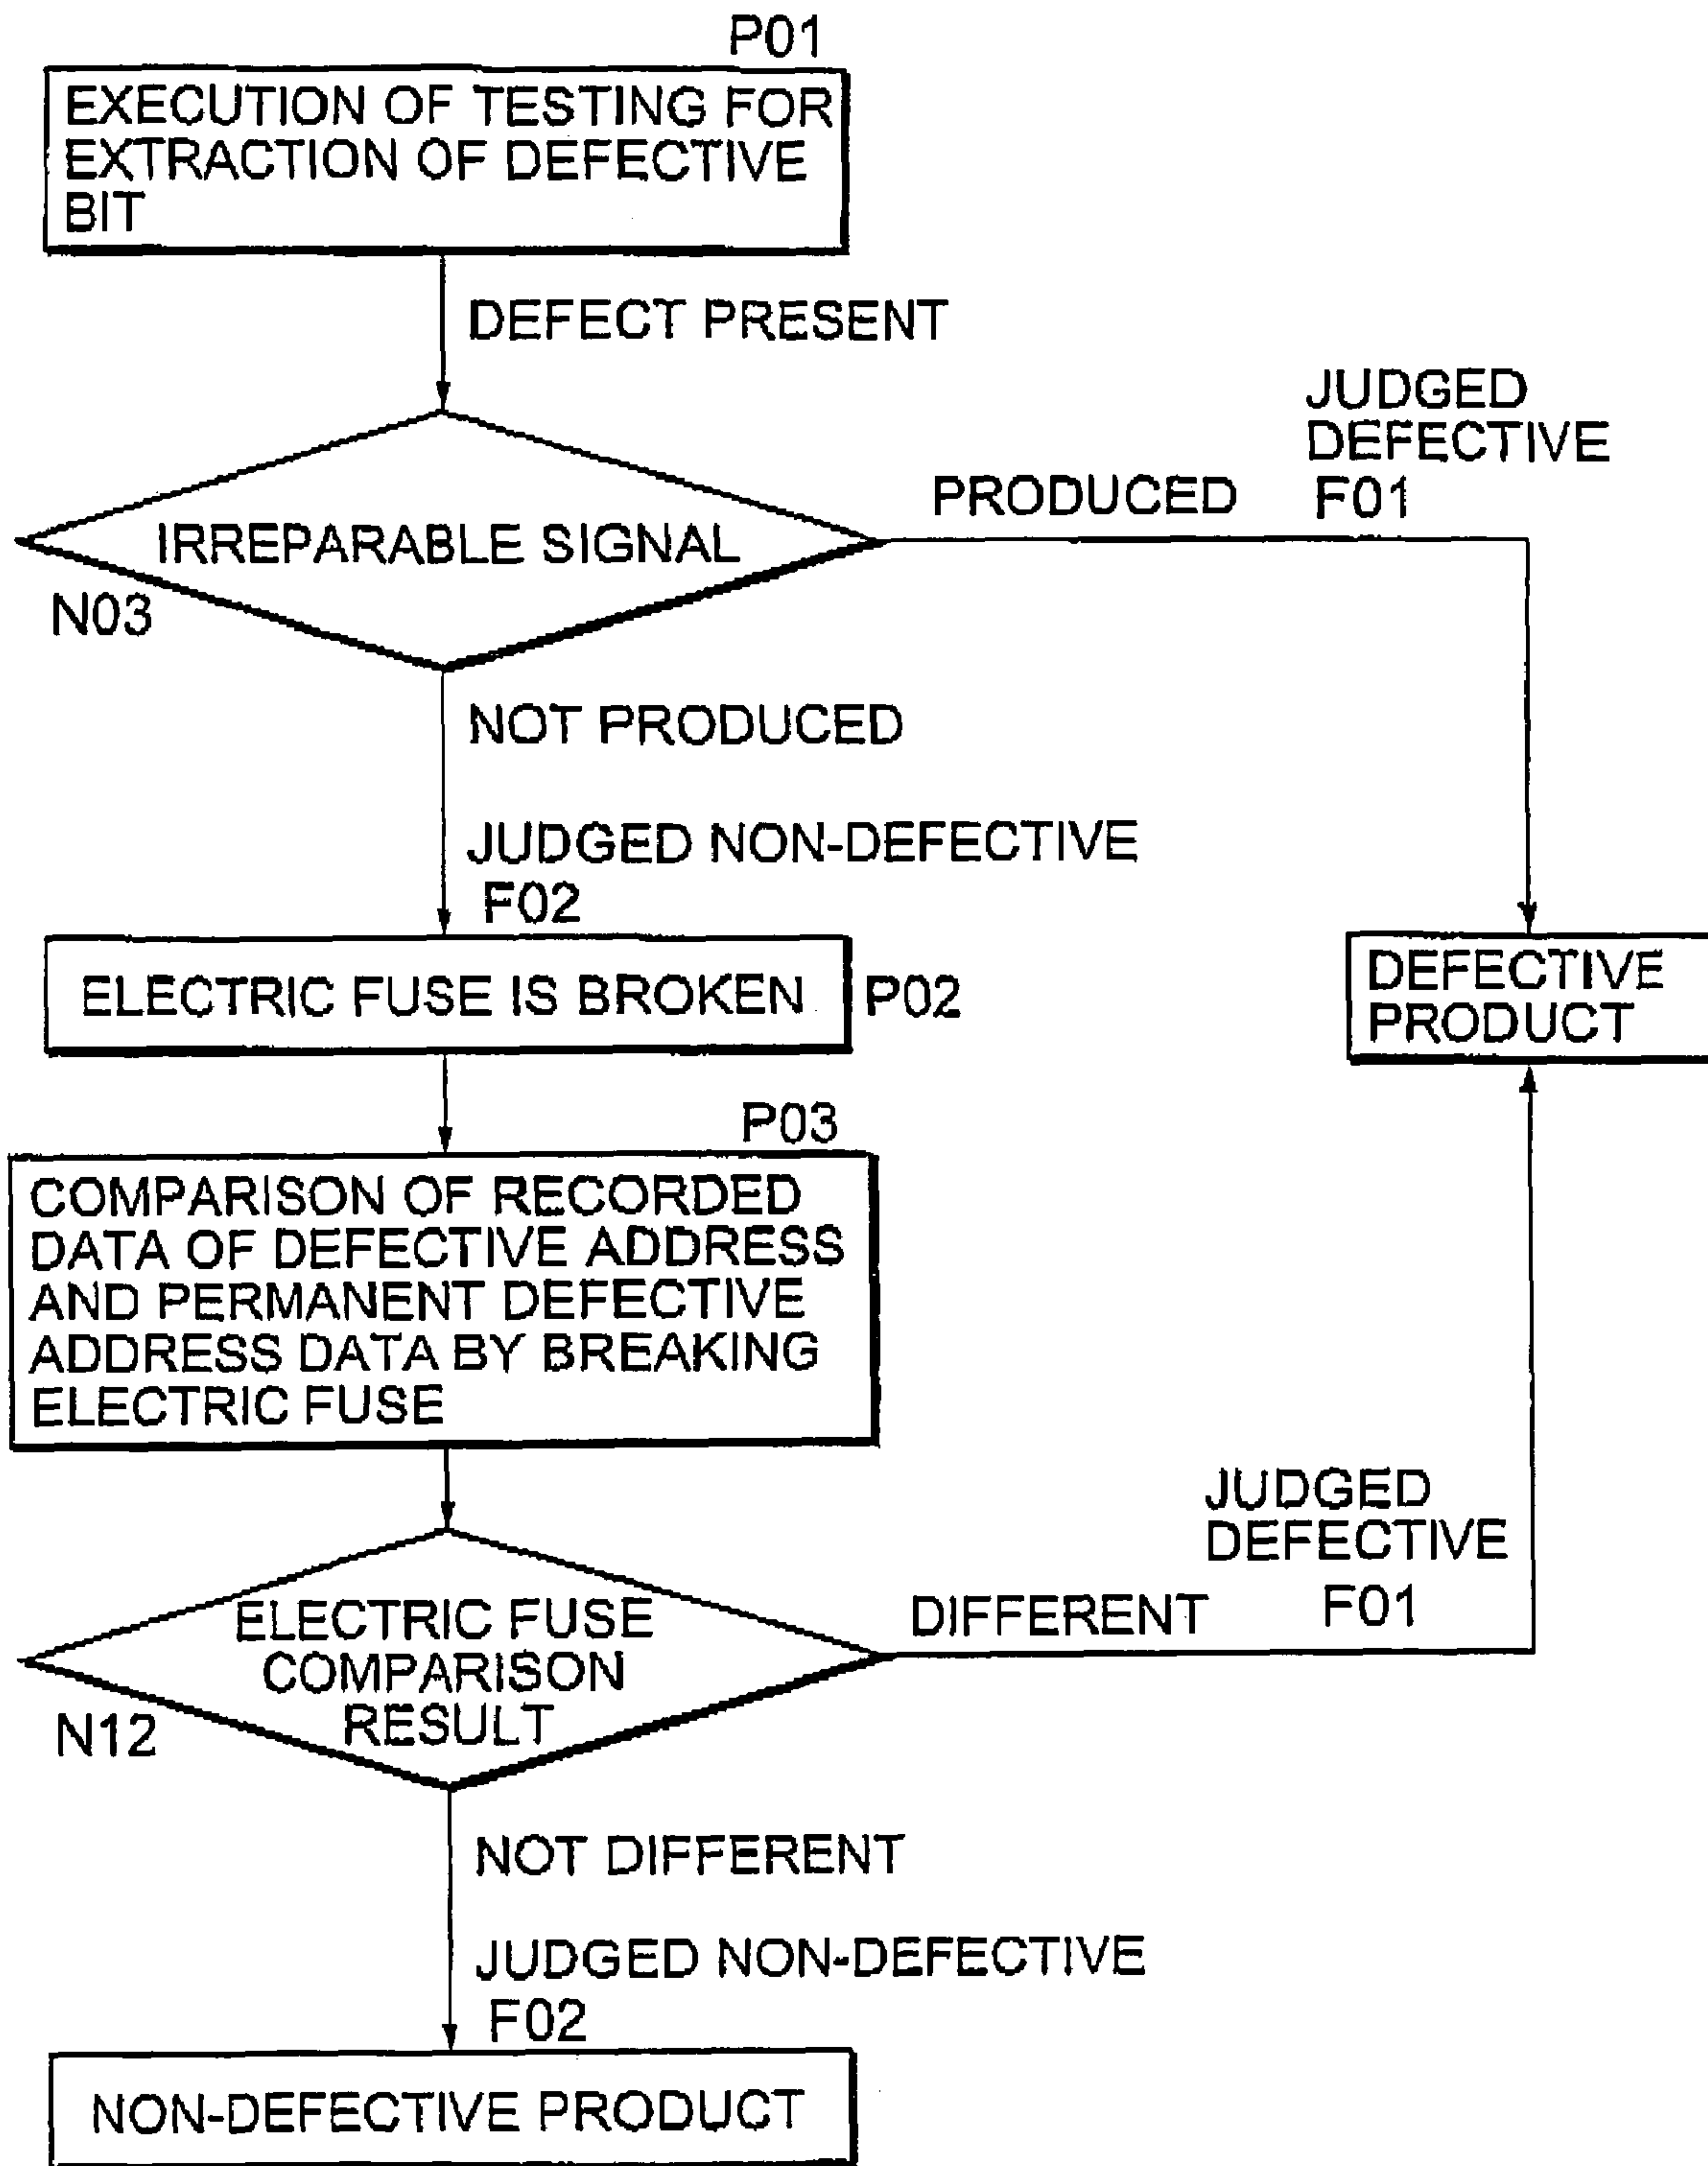 P01
EXECUTION OF TESTING FOR
EXTRACTION OF DEFECTIVE
BIT
DEFECT PRESENT
JUDGED
DEFECTIVE
PRODUCED F01
IRREPARABLE SIGNAL
N03
NOT PRODUCED
JUDGED NON-DEFECTIVE
F02
ELECTRIC FUSE IS BROKEN P02
DEFECTIVE
PRODUCT
P03
COMPARISON OF RECORDED
DATA OF DEFECTIVE ADDRESS
AND PERMANENT DEFECTIVE
ADDRESS DATA BY BREAKING
ELECTRIC FUSE
JUDGED
DEFECTIVE
DIFFERENT F01
ELECTRIC FUSE
COMPARISON
RESULT
N12
NOT DIFFERENT
JUDGED NON-DEFECTIVE
F02
NON-DEFECTIVE PRODUCT